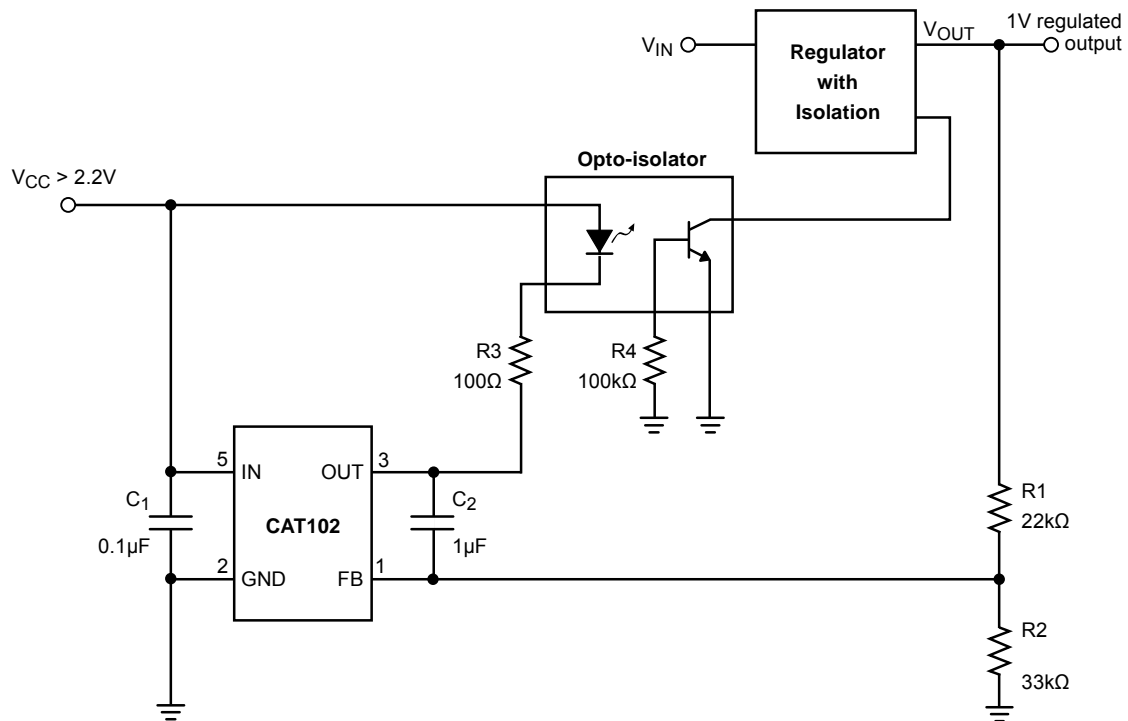 1V regulated
output
V_IN
Regulator
with
Isolation
V_OUT
Opto-isolator
V_CC > 2.2V
R3
100Ω
R4
100kΩ
5
IN
OUT
3
C_1
0.1µF
CAT102
C_2
1µF
R1
22kΩ
2
GND
FB
1
R2
33kΩ